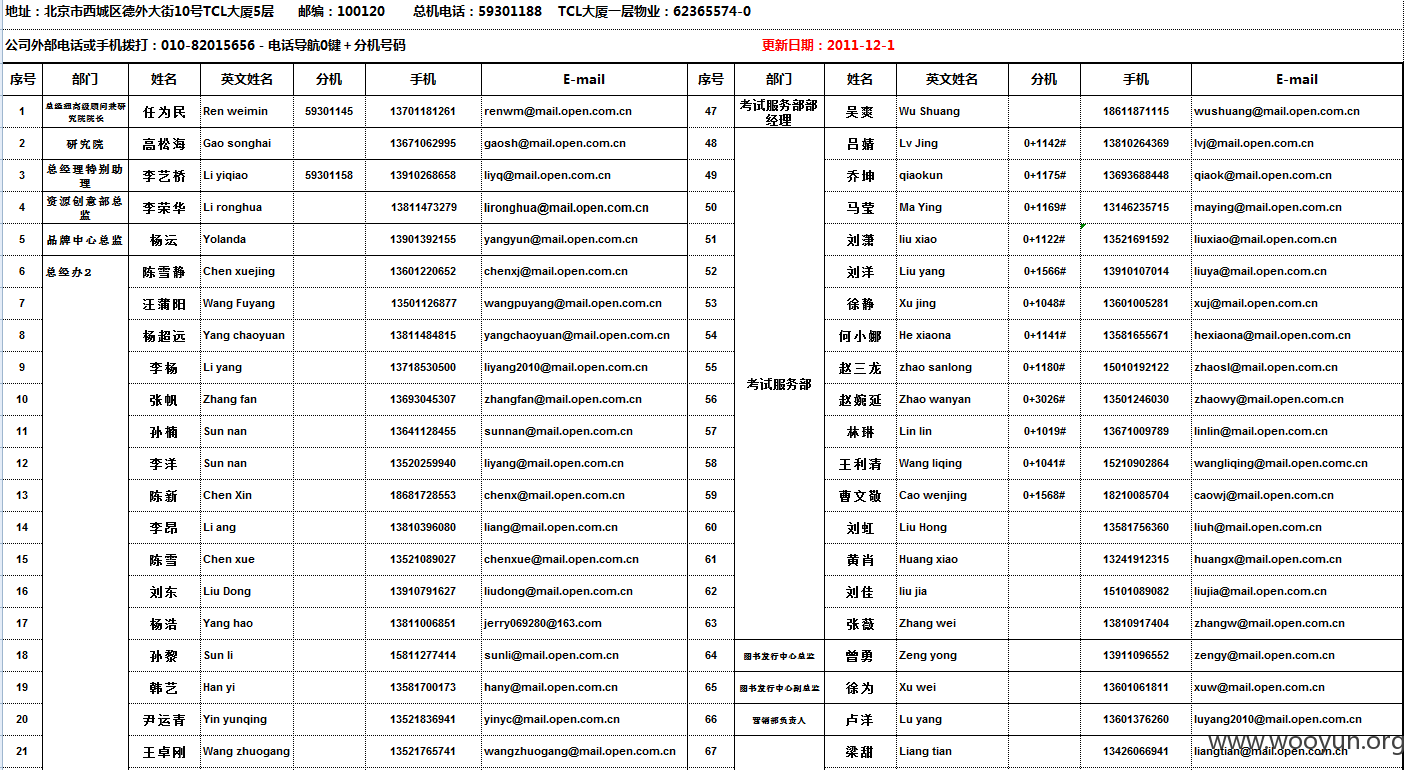 地址：北京市西城区德外大街10号TCL大厦5层 邮编：100120 总机电话：59301188 TCL大厦一层物业：62365574-0
公司外部电话或手机拨打：010-82015656－电话导航0键＋分机号码 更新日期：2011-12-1
序号 部门 姓名 英文姓名 分机 手机 E-mail 序号 部门 姓名 英文姓名 分机 手机 E-mail
1 总经理高级顾问兼研究院院长 任为民 Ren weimin 59301145 13701181261 renwm@mail.open.com.cn 47 考试服务部部经理 吴爽 Wu Shuang 18611871115 wushuang@mail.open.com.cn
2 研究院 高松海 Gao songhai 13671062995 gaosh@mail.open.com.cn 48 吕婧 Lv Jing 0+1142# 13810264369 lvj@mail.open.com.cn
3 总经理特别助理 李艺桥 Li yiqiao 59301158 13910268658 liyq@mail.open.com.cn 49 乔坤 qiaokun 0+1175# 13693688448 qiaok@mail.open.com.cn
4 资源创意部总监 李荣华 Li ronghua 13811473279 lironghua@mail.open.com.cn 50 马莹 Ma Ying 0+1169# 13146235715 maying@mail.open.com.cn
5 品牌中心总监 杨沄 Yolanda 13901392155 yangyun@mail.open.com.cn 51 刘潇 liu xiao 0+1122# 13521691592 liuxiao@mail.open.com.cn
6 总经办2 陈雪静 Chen xuejing 13601220652 chenxj@mail.open.com.cn 52 刘洋 Liu yang 0+1566# 13910107014 liuya@mail.open.com.cn
7 汪蒲阳 Wang Fuyang 13501126877 wangpuyang@mail.open.com.cn 53 徐静 Xu jing 0+1048# 13601005281 xuj@mail.open.com.cn
8 杨超远 Yang chaoyuan 13811484815 yangchaoyuan@mail.open.com.cn 54 何小娜 He xiaona 0+1141# 13581655671 hexiaona@mail.open.com.cn
9 李杨 Li yang 13718530500 liyang2010@mail.open.com.cn 55 考试服务部 赵三龙 zhao sanlong 0+1180# 15010192122 zhaosl@mail.open.com.cn
10 张帆 Zhang fan 13693045307 zhangfan@mail.open.com.cn 56 赵婉延 Zhao wanyan 0+3026# 13501246030 zhaowy@mail.open.com.cn
11 孙楠 Sun nan 13641128455 sunnan@mail.open.com.cn 57 林琳 Lin lin 0+1019# 13671009789 linlin@mail.open.com.cn
12 李洋 Sun nan 13520259940 liyang@mail.open.com.cn 58 王利清 Wang liqing 0+1041# 15210902864 wangliqing@mail.open.comc.cn
13 陈新 Chen Xin 18681728553 chenx@mail.open.com.cn 59 曹文敬 Cao wenjing 0+1568# 18210085704 caowj@mail.open.com.cn
14 李昂 Li ang 13810396080 liang@mail.open.com.cn 60 刘虹 Liu Hong 13581756360 liuh@mail.open.com.cn
15 陈雪 Chen xue 13521089027 chenxue@mail.open.com.cn 61 黄肖 Huang xiao 13241912315 huangx@mail.open.com.cn
16 刘东 Liu Dong 13910791627 liudong@mail.open.com.cn 62 刘佳 liu jia 15101089082 liujia@mail.open.com.cn
17 杨浩 Yang hao 13811006851 jerry069280@163.com 63 张薇 Zhang wei 13810917404 zhangw@mail.open.com.cn
18 孙黎 Sun li 15811277414 sunli@mail.open.com.cn 64 图书发行中心总监 曾勇 Zeng yong 13911096552 zengy@mail.open.com.cn
19 韩艺 Han yi 13581700173 hany@mail.open.com.cn 65 图书发行中心副总监 徐为 Xu wei 13601061811 xuw@mail.open.com.cn
20 尹运青 Yin yunqing 13521836941 yinyc@mail.open.com.cn 66 营销部负责人 卢洋 Lu yang 13601376260 luyang2010@mail.open.com.cn
21 王卓刚 Wang zhuogang 13521765741 wangzhuogang@mail.open.com.cn 67 梁甜 Liang tian 13426066941 liangtian@mail.open.com.cn
www.wooyun.org